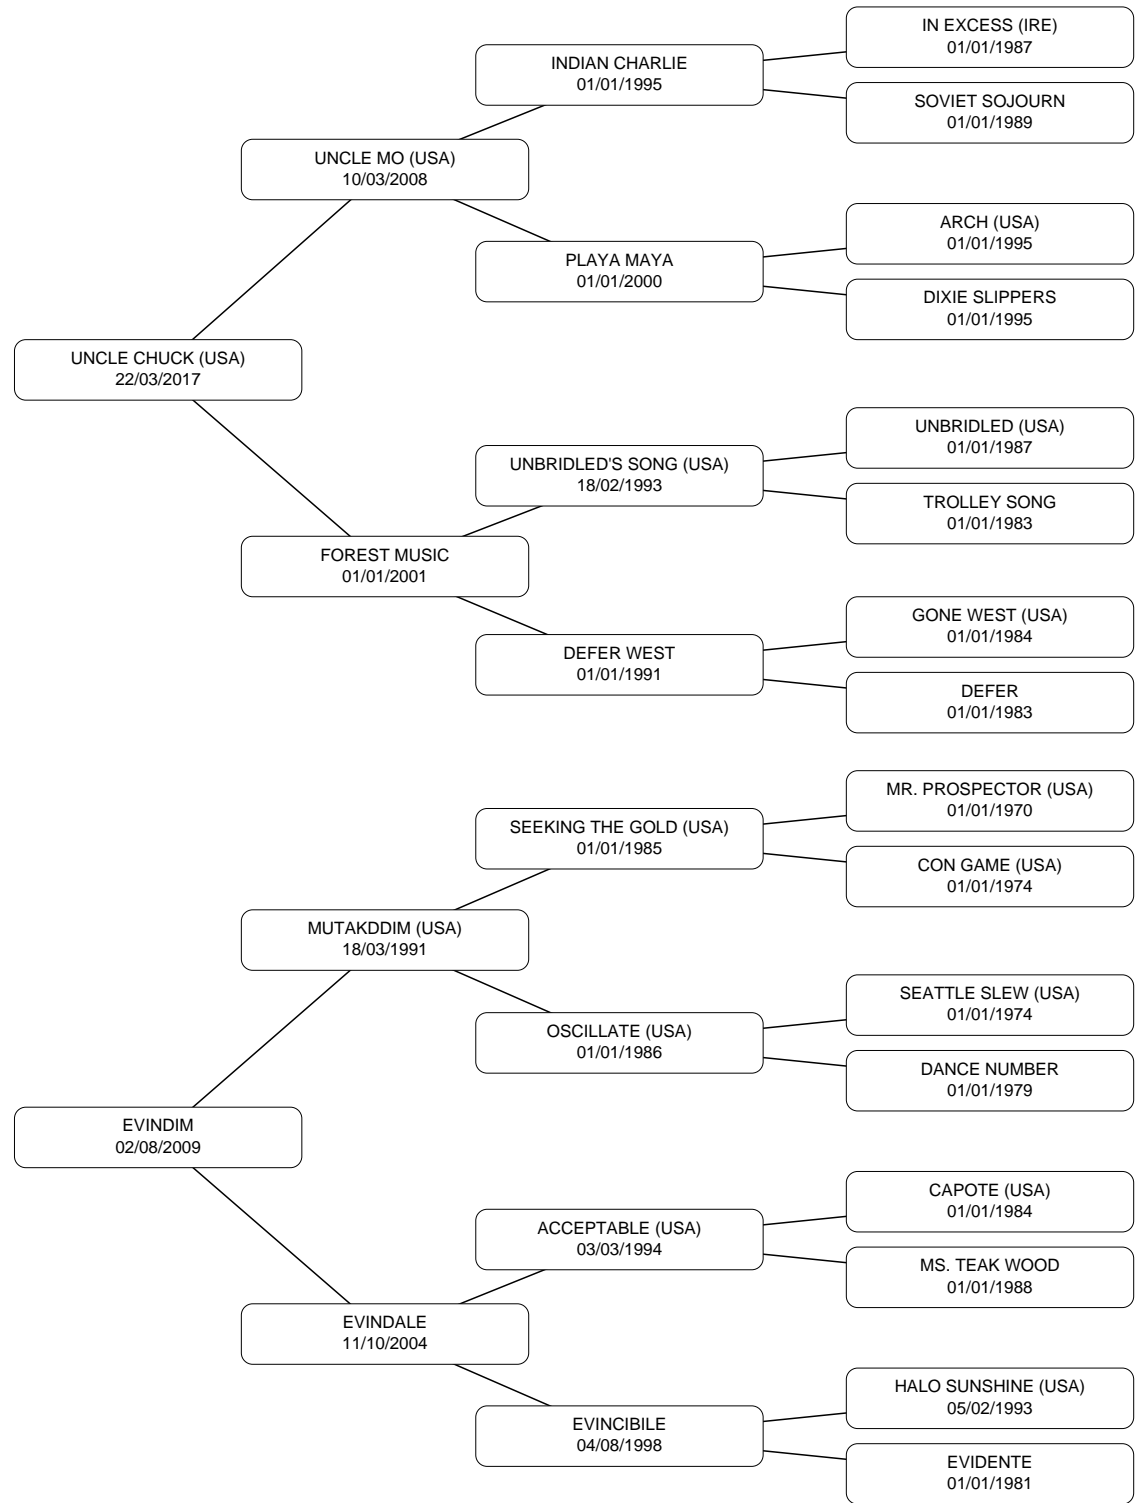 IN EXCESS (IRE)
01/01/1987
INDIAN CHARLIE
01/01/1995
SOVIET SOJOURN
01/01/1989
UNCLE MO (USA)
10/03/2008
ARCH (USA)
01/01/1995
PLAYA MAYA
01/01/2000
DIXIE SLIPPERS
01/01/1995
UNCLE CHUCK (USA)
22/03/2017
UNBRIDLED (USA)
01/01/1987
UNBRIDLED'S SONG (USA)
18/02/1993
TROLLEY SONG
01/01/1983
FOREST MUSIC
01/01/2001
GONE WEST (USA)
01/01/1984
DEFER WEST
01/01/1991
DEFER
01/01/1983
MR. PROSPECTOR (USA)
01/01/1970
SEEKING THE GOLD (USA)
01/01/1985
CON GAME (USA)
01/01/1974
MUTAKDDIM (USA)
18/03/1991
SEATTLE SLEW (USA)
01/01/1974
OSCILLATE (USA)
01/01/1986
DANCE NUMBER
01/01/1979
EVINDIM
02/08/2009
CAPOTE (USA)
01/01/1984
ACCEPTABLE (USA)
03/03/1994
MS. TEAK WOOD
01/01/1988
EVINDALE
11/10/2004
HALO SUNSHINE (USA)
05/02/1993
EVINCIBILE
04/08/1998
EVIDENTE
01/01/1981